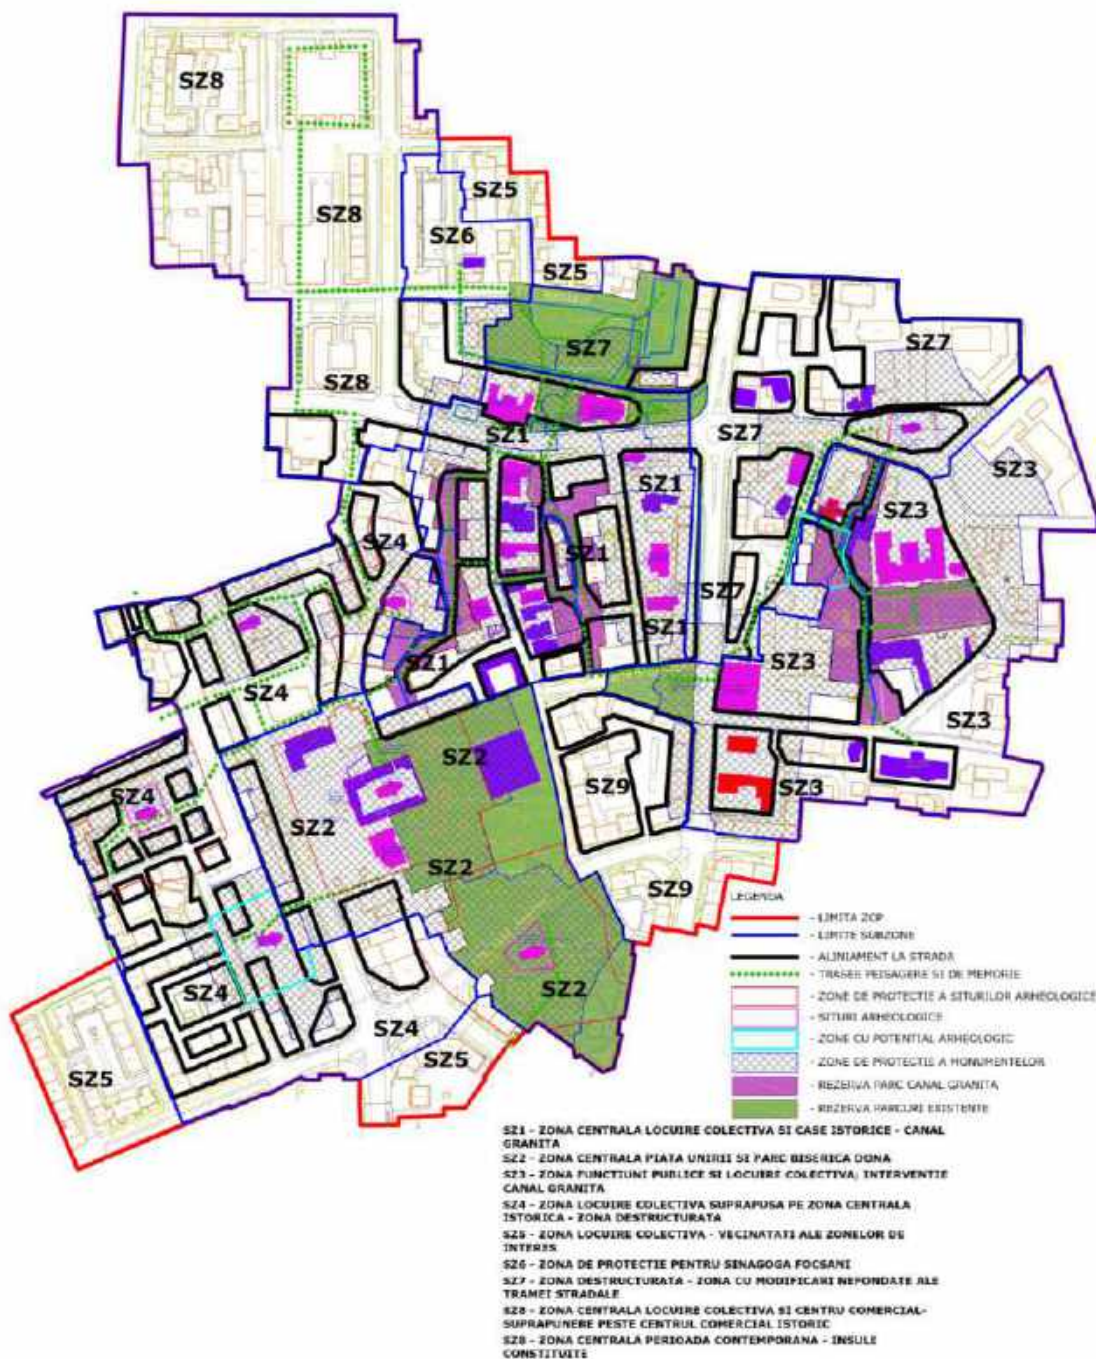 SZ8
SZ5
SZ8
SZ6
SZ5
SZ7
SZ7
SZ8
SZ1
SZ7
SZ3
SZ1
SZ3
SZ4
SZ1
SZ7
SZ1
SZ1
SZ3
SZ4
SZ3
SZ2
SZ4
SZ9
SZ3
SZ2
SZ2
SZ9
SZ4
SZ2
SZ4
SZ5
SZ5
LEGENDA
- LIMITA ZCP
- LIMITE SUBZONE
- ALINIAMENT LA STRADA
- TRASEE PEISAGERE SI DE MEMORIE
- ZONE DE PROTECTIE A SITURILOR ARHEOLOGICE
- SITURI ARHEOLOGICE
- ZONE CU POTENTIAL ARHEOLOGIC
- ZONE DE PROTECTIE A MONUMENTELOR
- REZERVA PARC CANAL GRANITA
- REZERVA PARCURI EXISTENTE
SZ1 - ZONA CENTRALA LOCUIRE COLECTIVA SI CASE ISTORICE - CANAL
GRANITA
SZ2 - ZONA CENTRALA PIATA UNIRII SI PARC BISERICA DONA
SZ3 - ZONA FUNCTIUNI PUBLICE SI LOCUIRE COLECTIVA; INTERVENTIE
CANAL GRANITA
SZ4 - ZONA LOCUIRE COLECTIVA SUPRAPUSA PE ZONA CENTRALA
ISTORICA - ZONA DESTRUCTURATA
SZ5 - ZONA LOCUIRE COLECTIVA - VECINATATI ALE ZONELOR DE
INTERES
SZ6 - ZONA DE PROTECTIE PENTRU SINAGOGA FOCSANI
SZ7 - ZONA DESTRUCTURATA - ZONA CU MODIFICARI NEFONDATE ALE
TRAMEI STRADALE
SZ8 - ZONA CENTRALA LOCUIRE COLECTIVA SI CENTRU COMERCIAL-
SUPRAPUNERE PESTE CENTRUL COMERCIAL ISTORIC
SZ8 - ZONA CENTRALA PERIOADA CONTEMPORANA - INSULE
CONSTITUITE